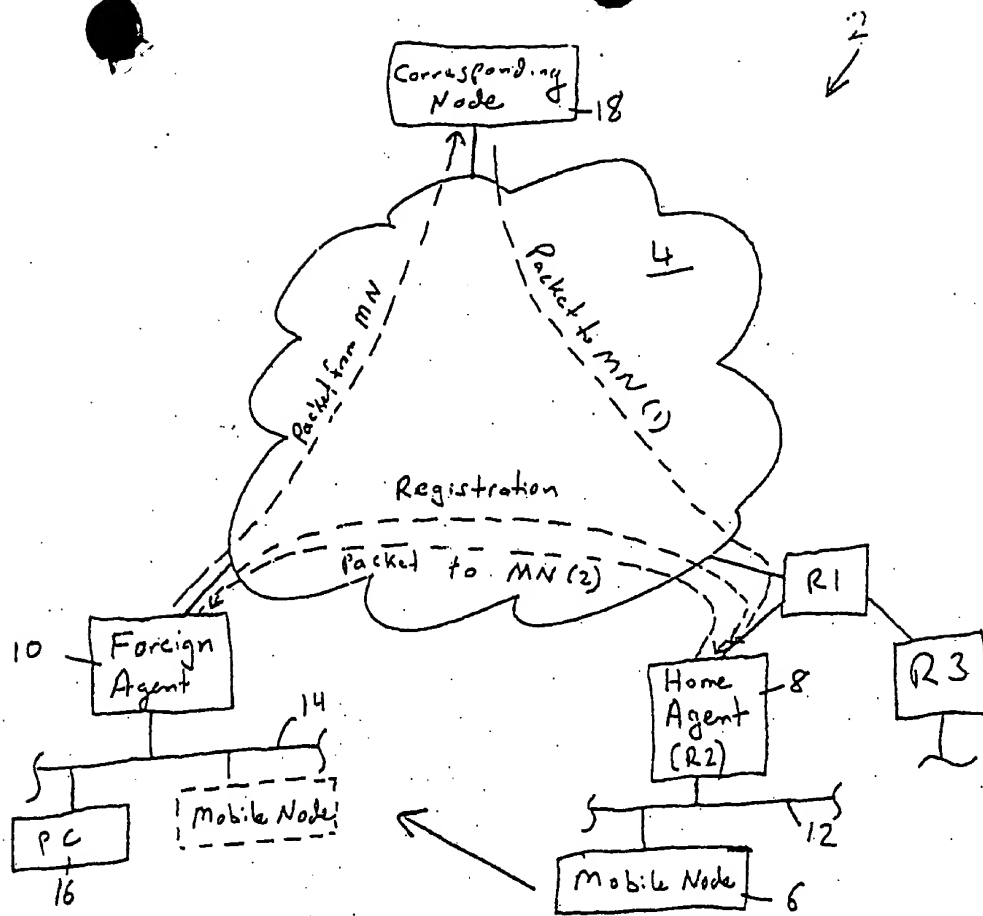 2
Corresponding
Node
18
4
Packet from MN
Packet to MN (1)
Registration
Packet to MN (2)
R1
10
Foreign
Agent
Home
Agent
(R2)
8
R3
14
Mobile Node
12
PC
16
Mobile Node
6